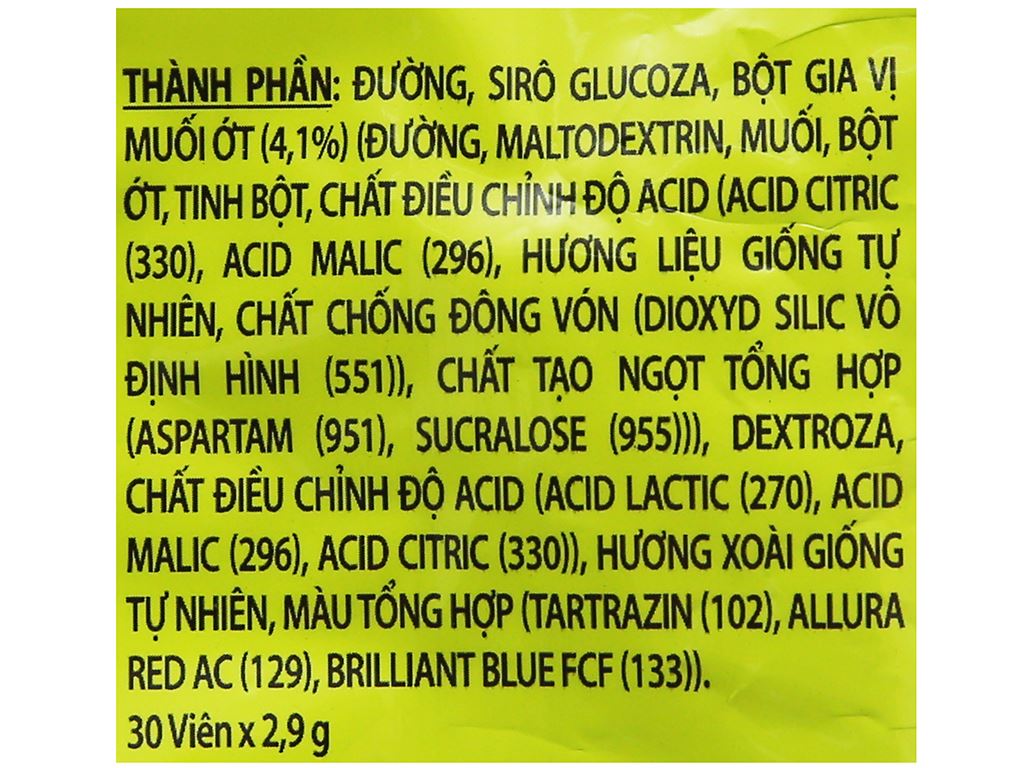 THÀNH PHẦN: ĐƯỜNG, SIRÔ GLUCOZA, BỘT GIA VỊ
MUỐI ỚT (4,1%) (ĐƯỜNG, MALTODEXTRIN, MUỐI, BỘT
ỚT, TINH BỘT, CHẤT ĐIỀU CHỈNH ĐỘ ACID (ACID CITRIC
(330), ACID MALIC (296), HƯƠNG LIỆU GIỐNG TỰ
NHIÊN, CHẤT CHỐNG ĐÔNG VÓN (DIOXYD SILIC VÔ
ĐỊNH HÌNH (551)), CHẤT TẠO NGỌT TỔNG HỢP
(ASPARTAM (951), SUCRALOSE (955))), DEXTROZA,
CHẤT ĐIỀU CHỈNH ĐỘ ACID (ACID LACTIC (270), ACID
MALIC (296), ACID CITRIC (330)), HƯƠNG XOÀI GIỐNG
TỰ NHIÊN, MÀU TỔNG HỢP (TARTRAZIN (102), ALLURA
RED AC (129), BRILLIANT BLUE FCF (133)).
30 Viên x 2,9 g